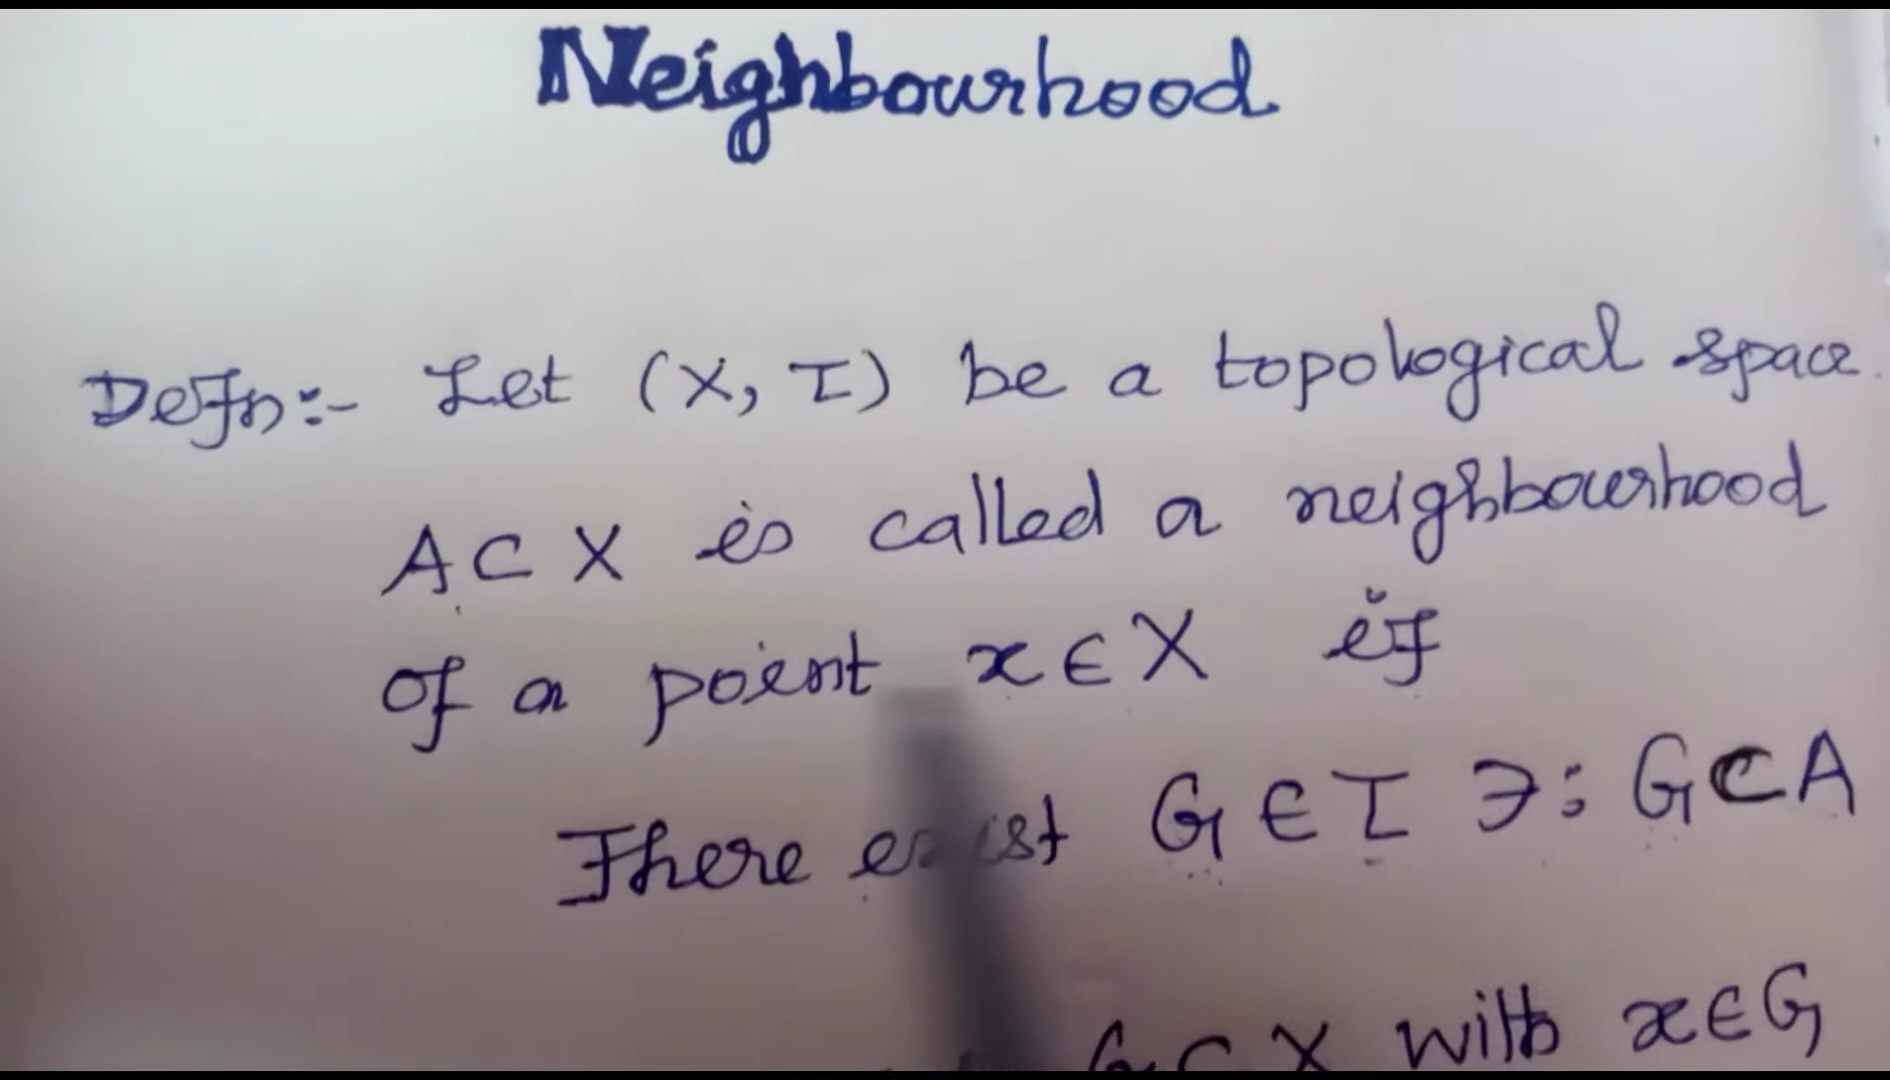 Neighbourhood
Defn:- Let (X, τ) be a topological space.
A ⊂ X is called a neighbourhood
of a point x ∈ X if
There exist G ∈ τ ∋: G ⊂ A
G ⊂ X with x ∈ G